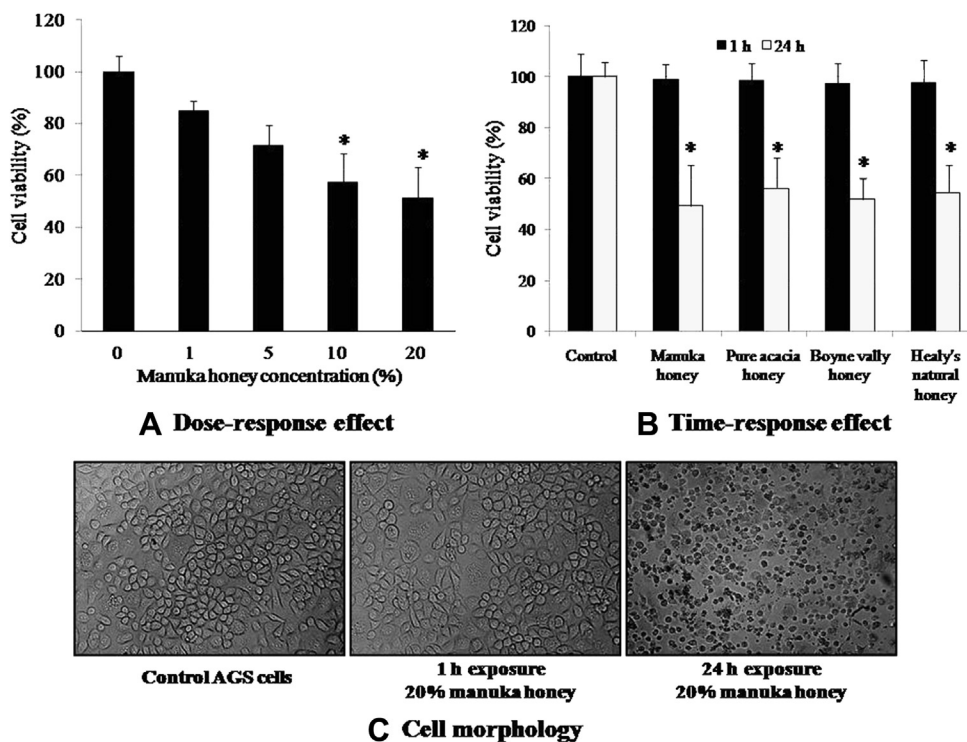 120
100
80
60
40
20
0
Cell viability (%)
*
*
0 1 5 10 20
Manuka honey concentration (%)
A Dose-response effect
120
100
80
60
40
20
0
Cell viability (%)
1 h 24 h
*
*
*
*
Control Manuka Pure acacia Boyne vally Healy's
honey honey honey natural honey
B Time-response effect
Control AGS cells
1 h exposure
20% manuka honey
24 h exposure
20% manuka honey
C Cell morphology